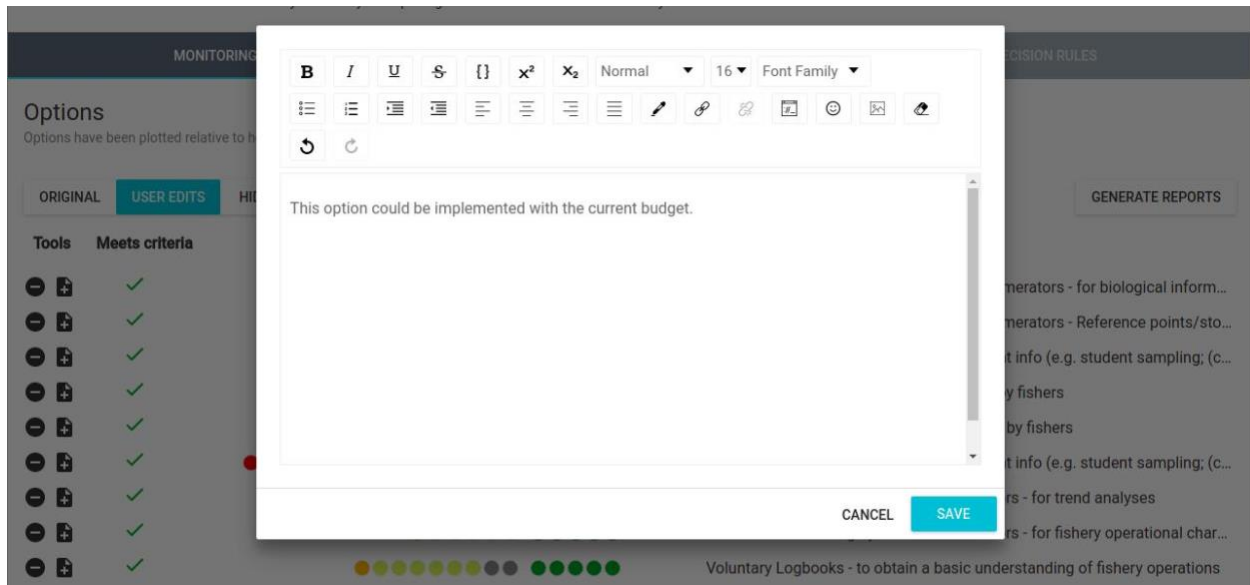 MONITORING
CISION RULES
Options
Options have been plotted relative to h
ORIGINAL USER EDITS HID
GENERATE REPORTS
Tools Meets criteria
B I U S {} x² x₂ Normal 16 Font Family
This option could be implemented with the current budget.
CANCEL SAVE
merators - for biological inform...
merators - Reference points/sto...
t info (e.g. student sampling; (c...
y fishers
by fishers
t info (e.g. student sampling; (c...
rs - for trend analyses
rs - for fishery operational char...
Voluntary Logbooks - to obtain a basic understanding of fishery operations